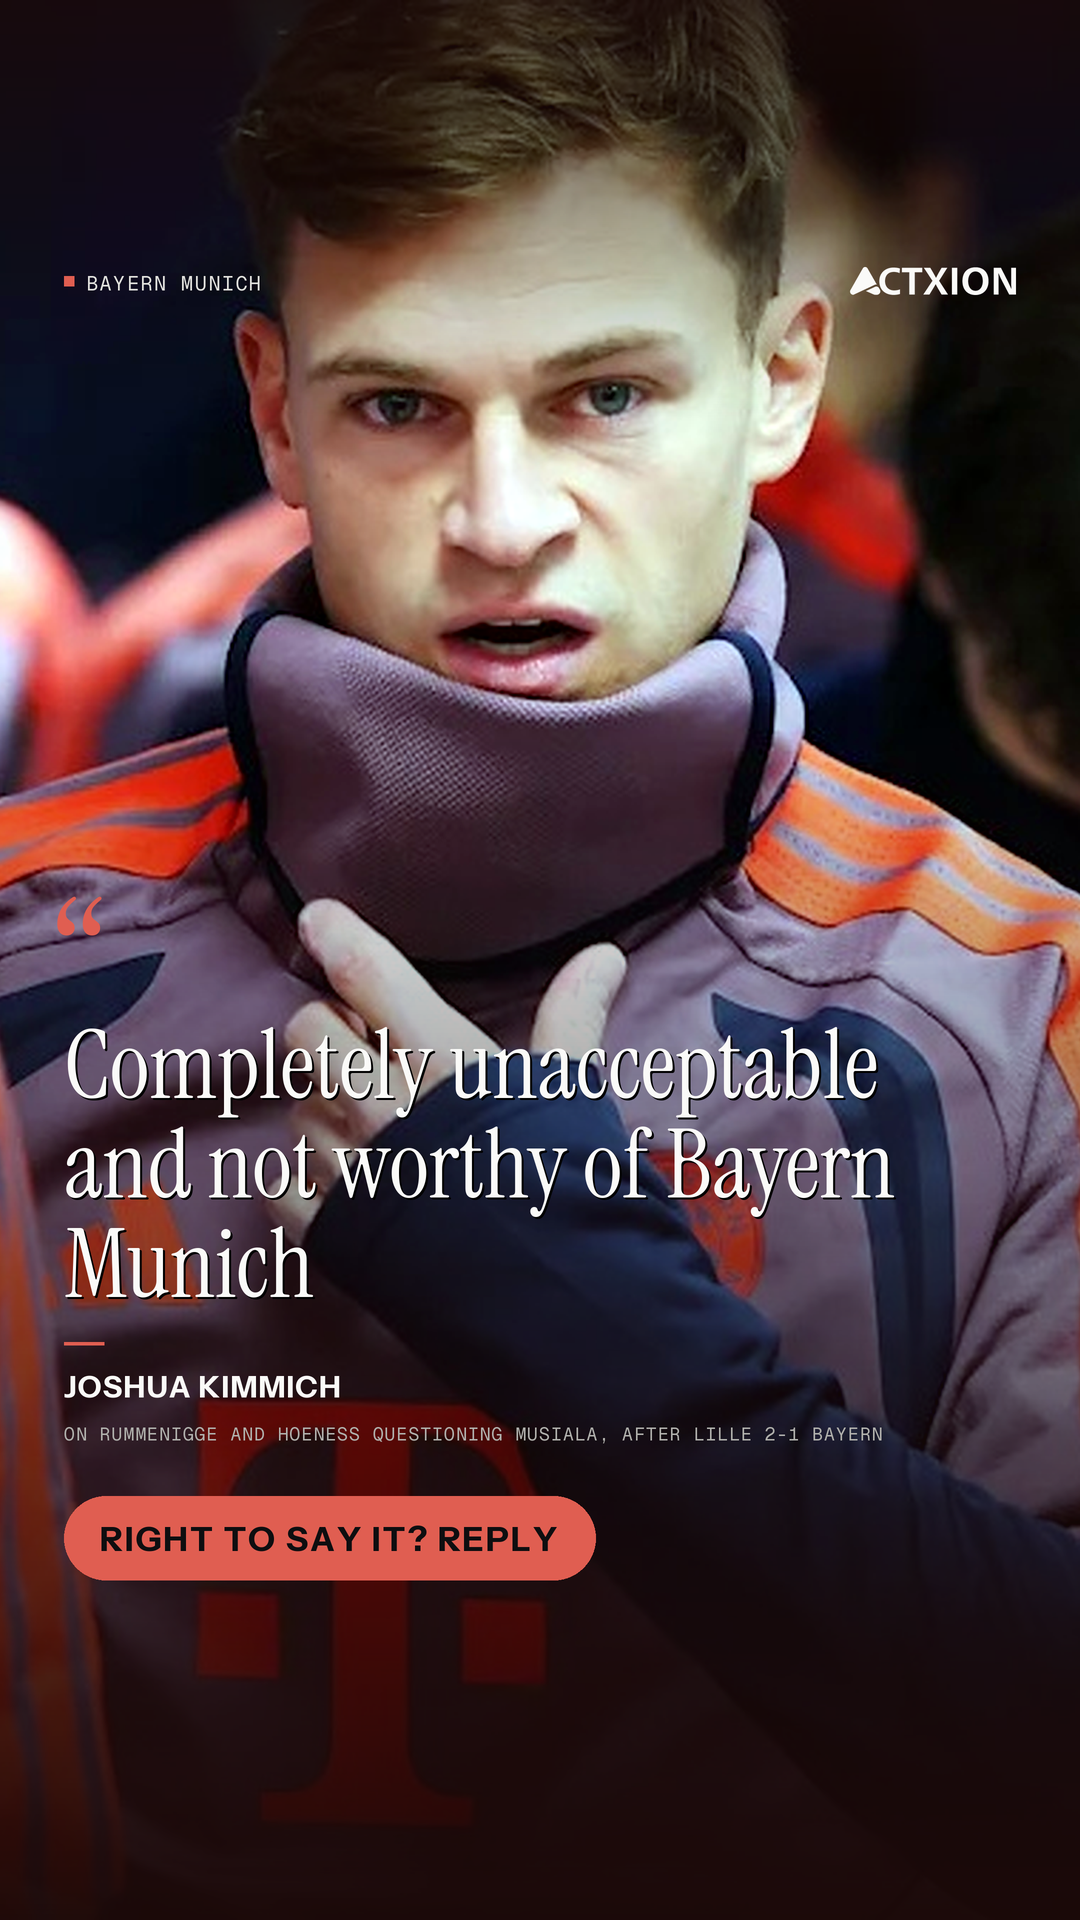 BAYERN MUNICH
ACTXION
“
Completely unacceptable
and not worthy of Bayern
Munich
JOSHUA KIMMICH
ON RUMMENIGGE AND HOENESS QUESTIONING MUSIALA, AFTER LILLE 2-1 BAYERN
RIGHT TO SAY IT? REPLY
T